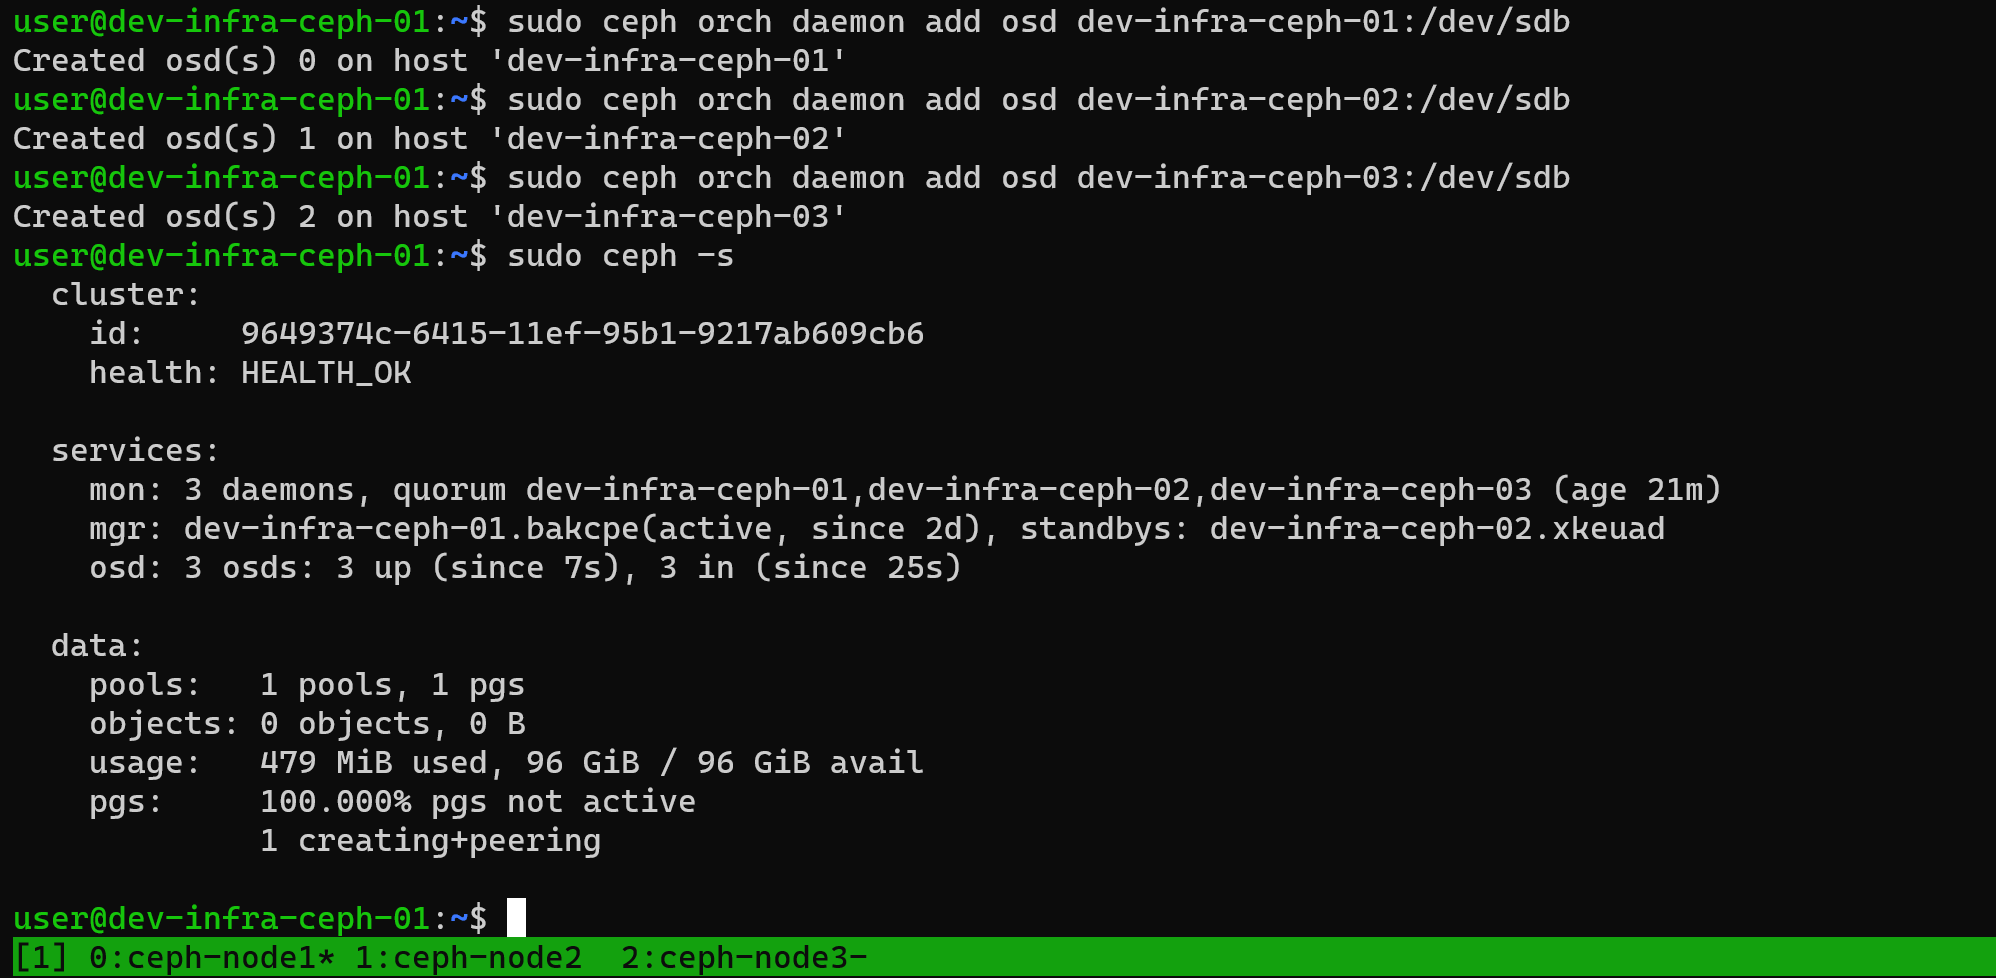 user@dev-infra-ceph-01:~$ sudo ceph orch daemon add osd dev-infra-ceph-01:/dev/sdb
Created osd(s) 0 on host 'dev-infra-ceph-01'
user@dev-infra-ceph-01:~$ sudo ceph orch daemon add osd dev-infra-ceph-02:/dev/sdb
Created osd(s) 1 on host 'dev-infra-ceph-02'
user@dev-infra-ceph-01:~$ sudo ceph orch daemon add osd dev-infra-ceph-03:/dev/sdb
Created osd(s) 2 on host 'dev-infra-ceph-03'
user@dev-infra-ceph-01:~$ sudo ceph -s
  cluster:
    id:     9649374c-6415-11ef-95b1-9217ab609cb6
    health: HEALTH_OK

  services:
    mon: 3 daemons, quorum dev-infra-ceph-01,dev-infra-ceph-02,dev-infra-ceph-03 (age 21m)
    mgr: dev-infra-ceph-01.bakcpe(active, since 2d), standbys: dev-infra-ceph-02.xkeuad
    osd: 3 osds: 3 up (since 7s), 3 in (since 25s)

  data:
    pools:   1 pools, 1 pgs
    objects: 0 objects, 0 B
    usage:   479 MiB used, 96 GiB / 96 GiB avail
    pgs:     100.000% pgs not active
             1 creating+peering

user@dev-infra-ceph-01:~$
[1] 0:ceph-node1* 1:ceph-node2  2:ceph-node3-